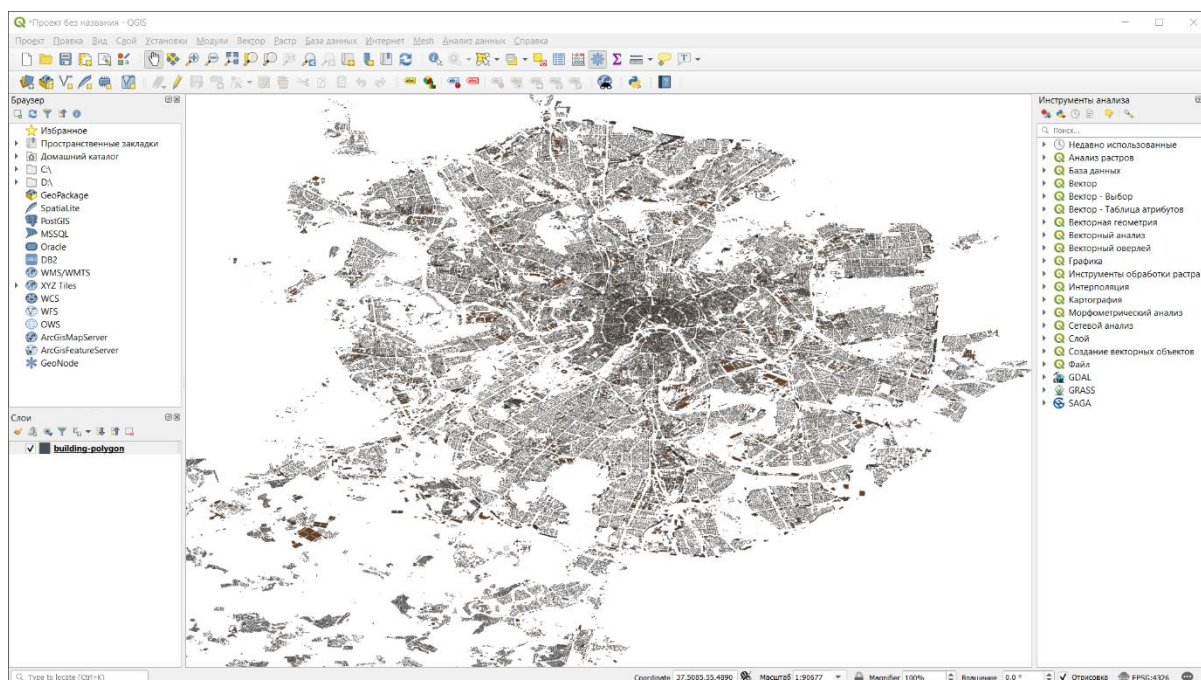 *Проект без названия - QGIS
Проект Правка Вид Слой Установки Модули Вектор Растр База данных Интернет Mesh Анализ данных Справка
Браузер
Избранное
Пространственные закладки
Домашний каталог
C:\
D:\
GeoPackage
SpatiaLite
PostGIS
MSSQL
Oracle
DB2
WMS/WMTS
XYZ Tiles
WCS
WFS
OWS
ArcGisMapServer
ArcGisFeatureServer
GeoNode
Слои
building-polygon
Инструменты анализа
Поиск...
Недавно использованные
Анализ растров
База данных
Вектор
Вектор - Выбор
Вектор - Таблица атрибутов
Векторная геометрия
Векторный анализ
Векторный оверлей
Графика
Инструменты обработки растра
Интерполяция
Картография
Морфометрический анализ
Сетевой анализ
Слой
Создание векторных объектов
Файл
GDAL
GRASS
SAGA
Type to locate (Ctrl+K)
Coordinate 37.5085,55.4890 Масштаб 1:90677 Magnifier 100% Вращение 0.0 ° Отрисовка EPSG:4326